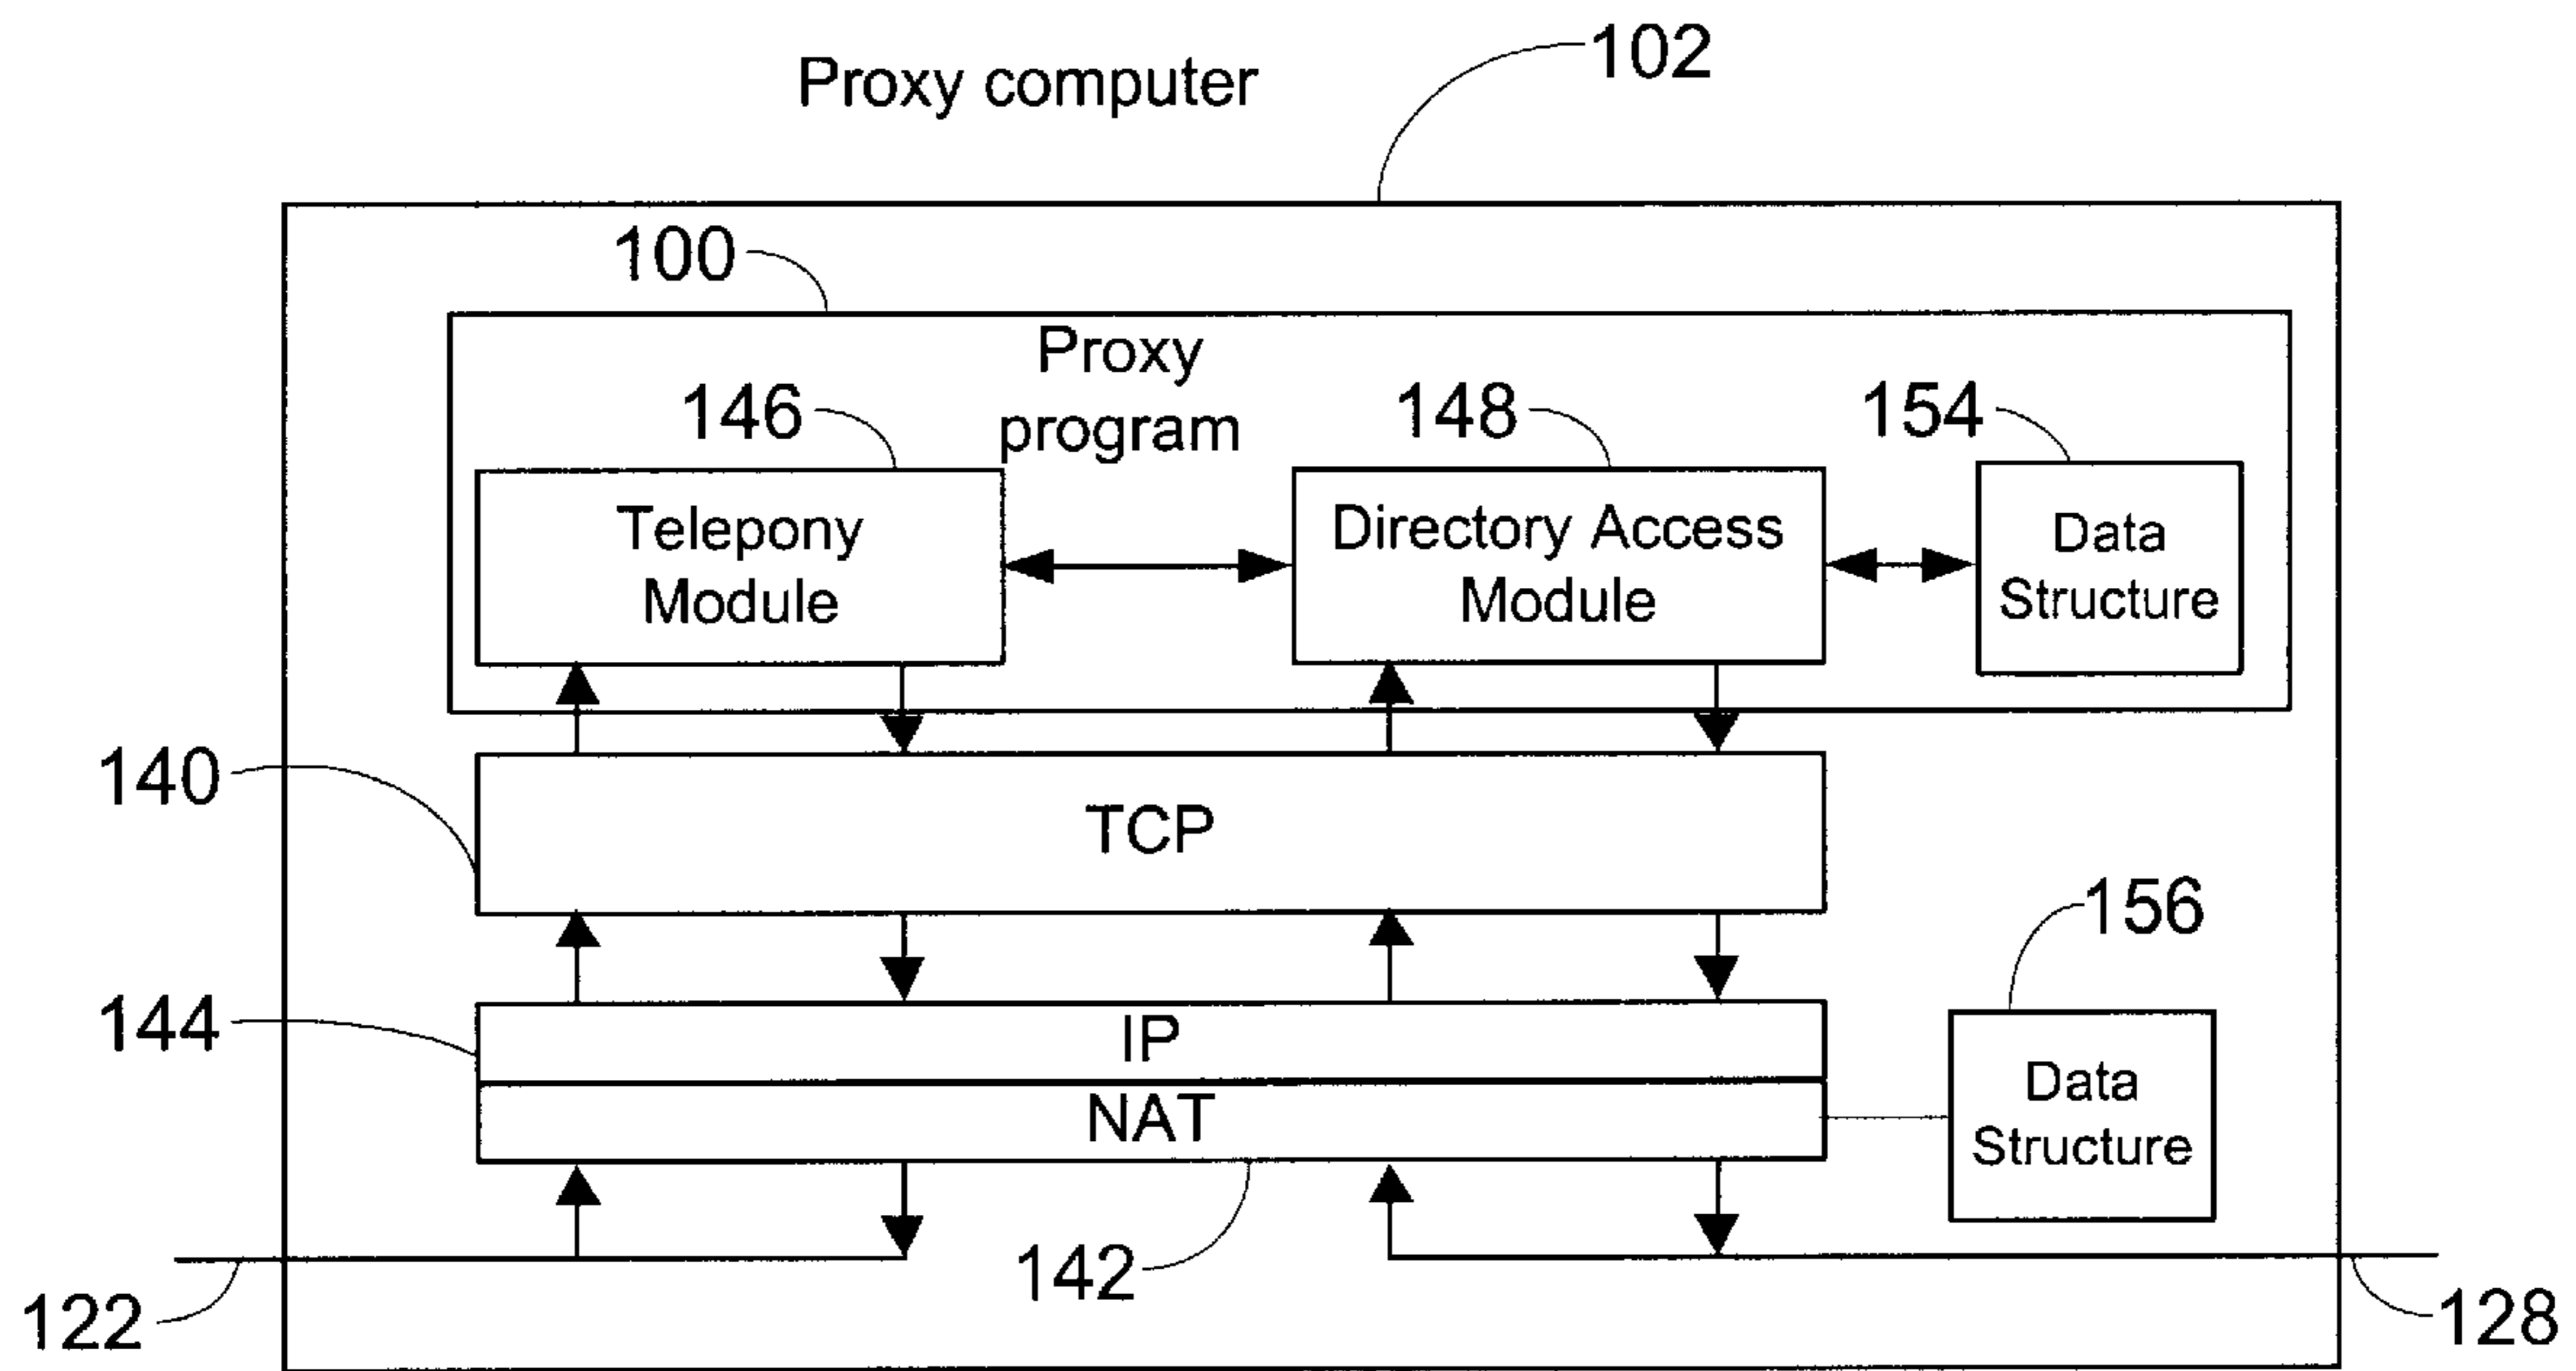 Proxy computer
102
100
Proxy
program
146
148
154
Telepony
Module
Directory Access
Module
Data
Structure
140
TCP
156
144
IP
NAT
Data
Structure
142
122
128